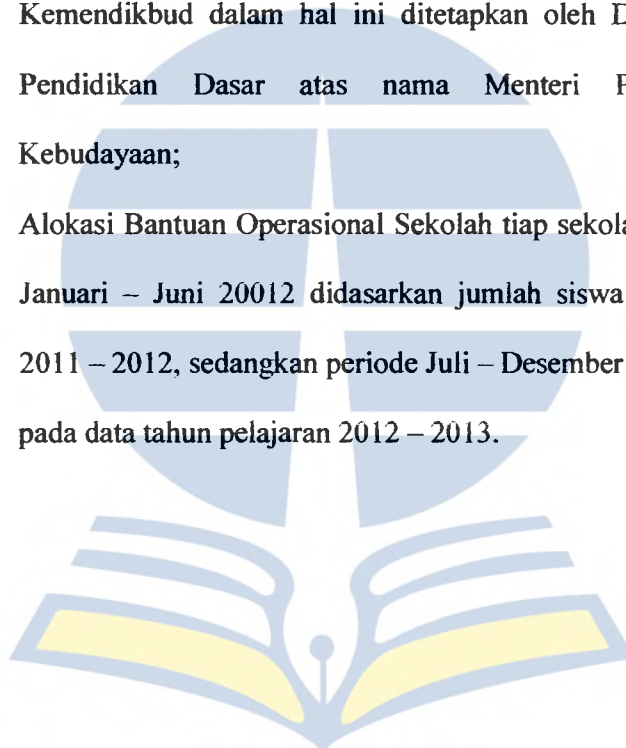 Kemendikbud dalam hal ini ditetapkan oleh
Pendidikan Dasar atas nama Menteri
Kebudayaan;
Alokasi Bantuan Operasional Sekolah tiap
Januari – Juni 20012 didasarkan jumlah siswa
2011 – 2012, sedangkan periode Juli – Desember
pada data tahun pelajaran 2012 – 2013.